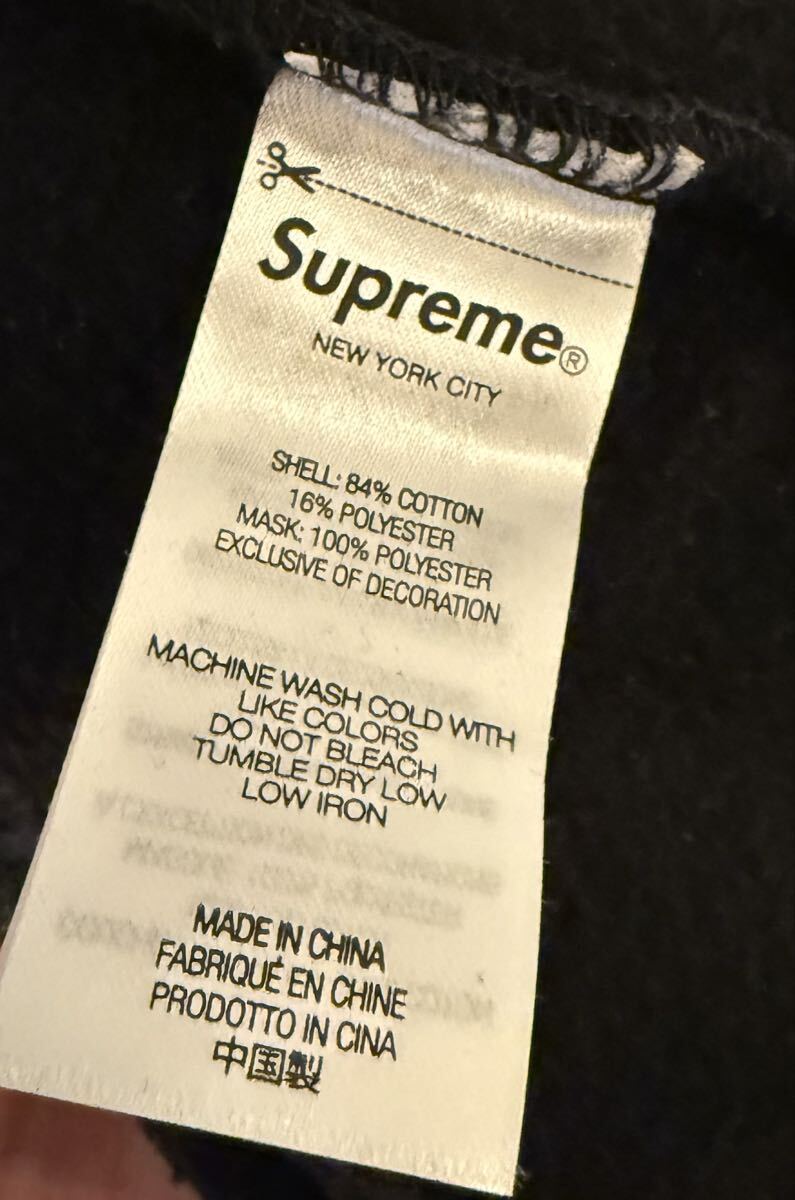 Supreme®
NEW YORK CITY
SHELL: 84% COTTON
16% POLYESTER
MASK: 100% POLYESTER
EXCLUSIVE OF DECORATION
MACHINE WASH COLD WITH
LIKE COLORS
DO NOT BLEACH
TUMBLE DRY LOW
LOW IRON
MADE IN CHINA
FABRIQUÉ EN CHINE
PRODOTTO IN CINA
中国製